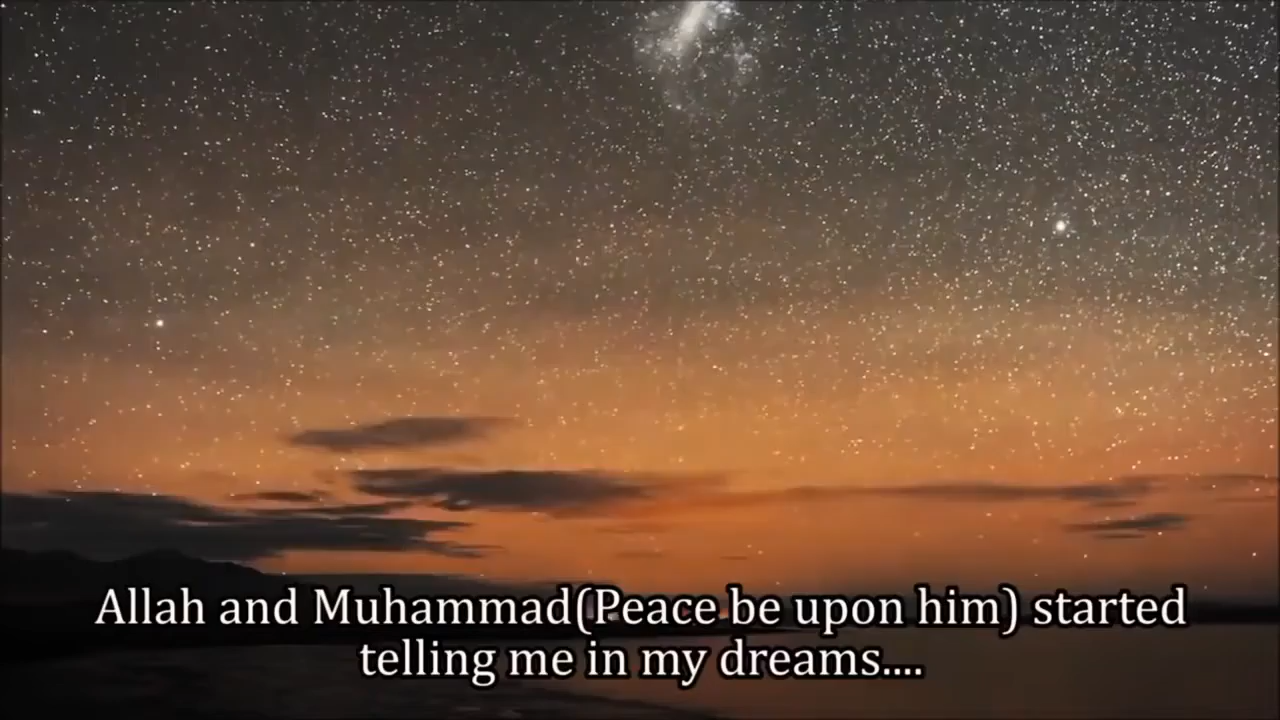 Allah and Muhammad(Peace be upon him) started
telling me in my dreams....